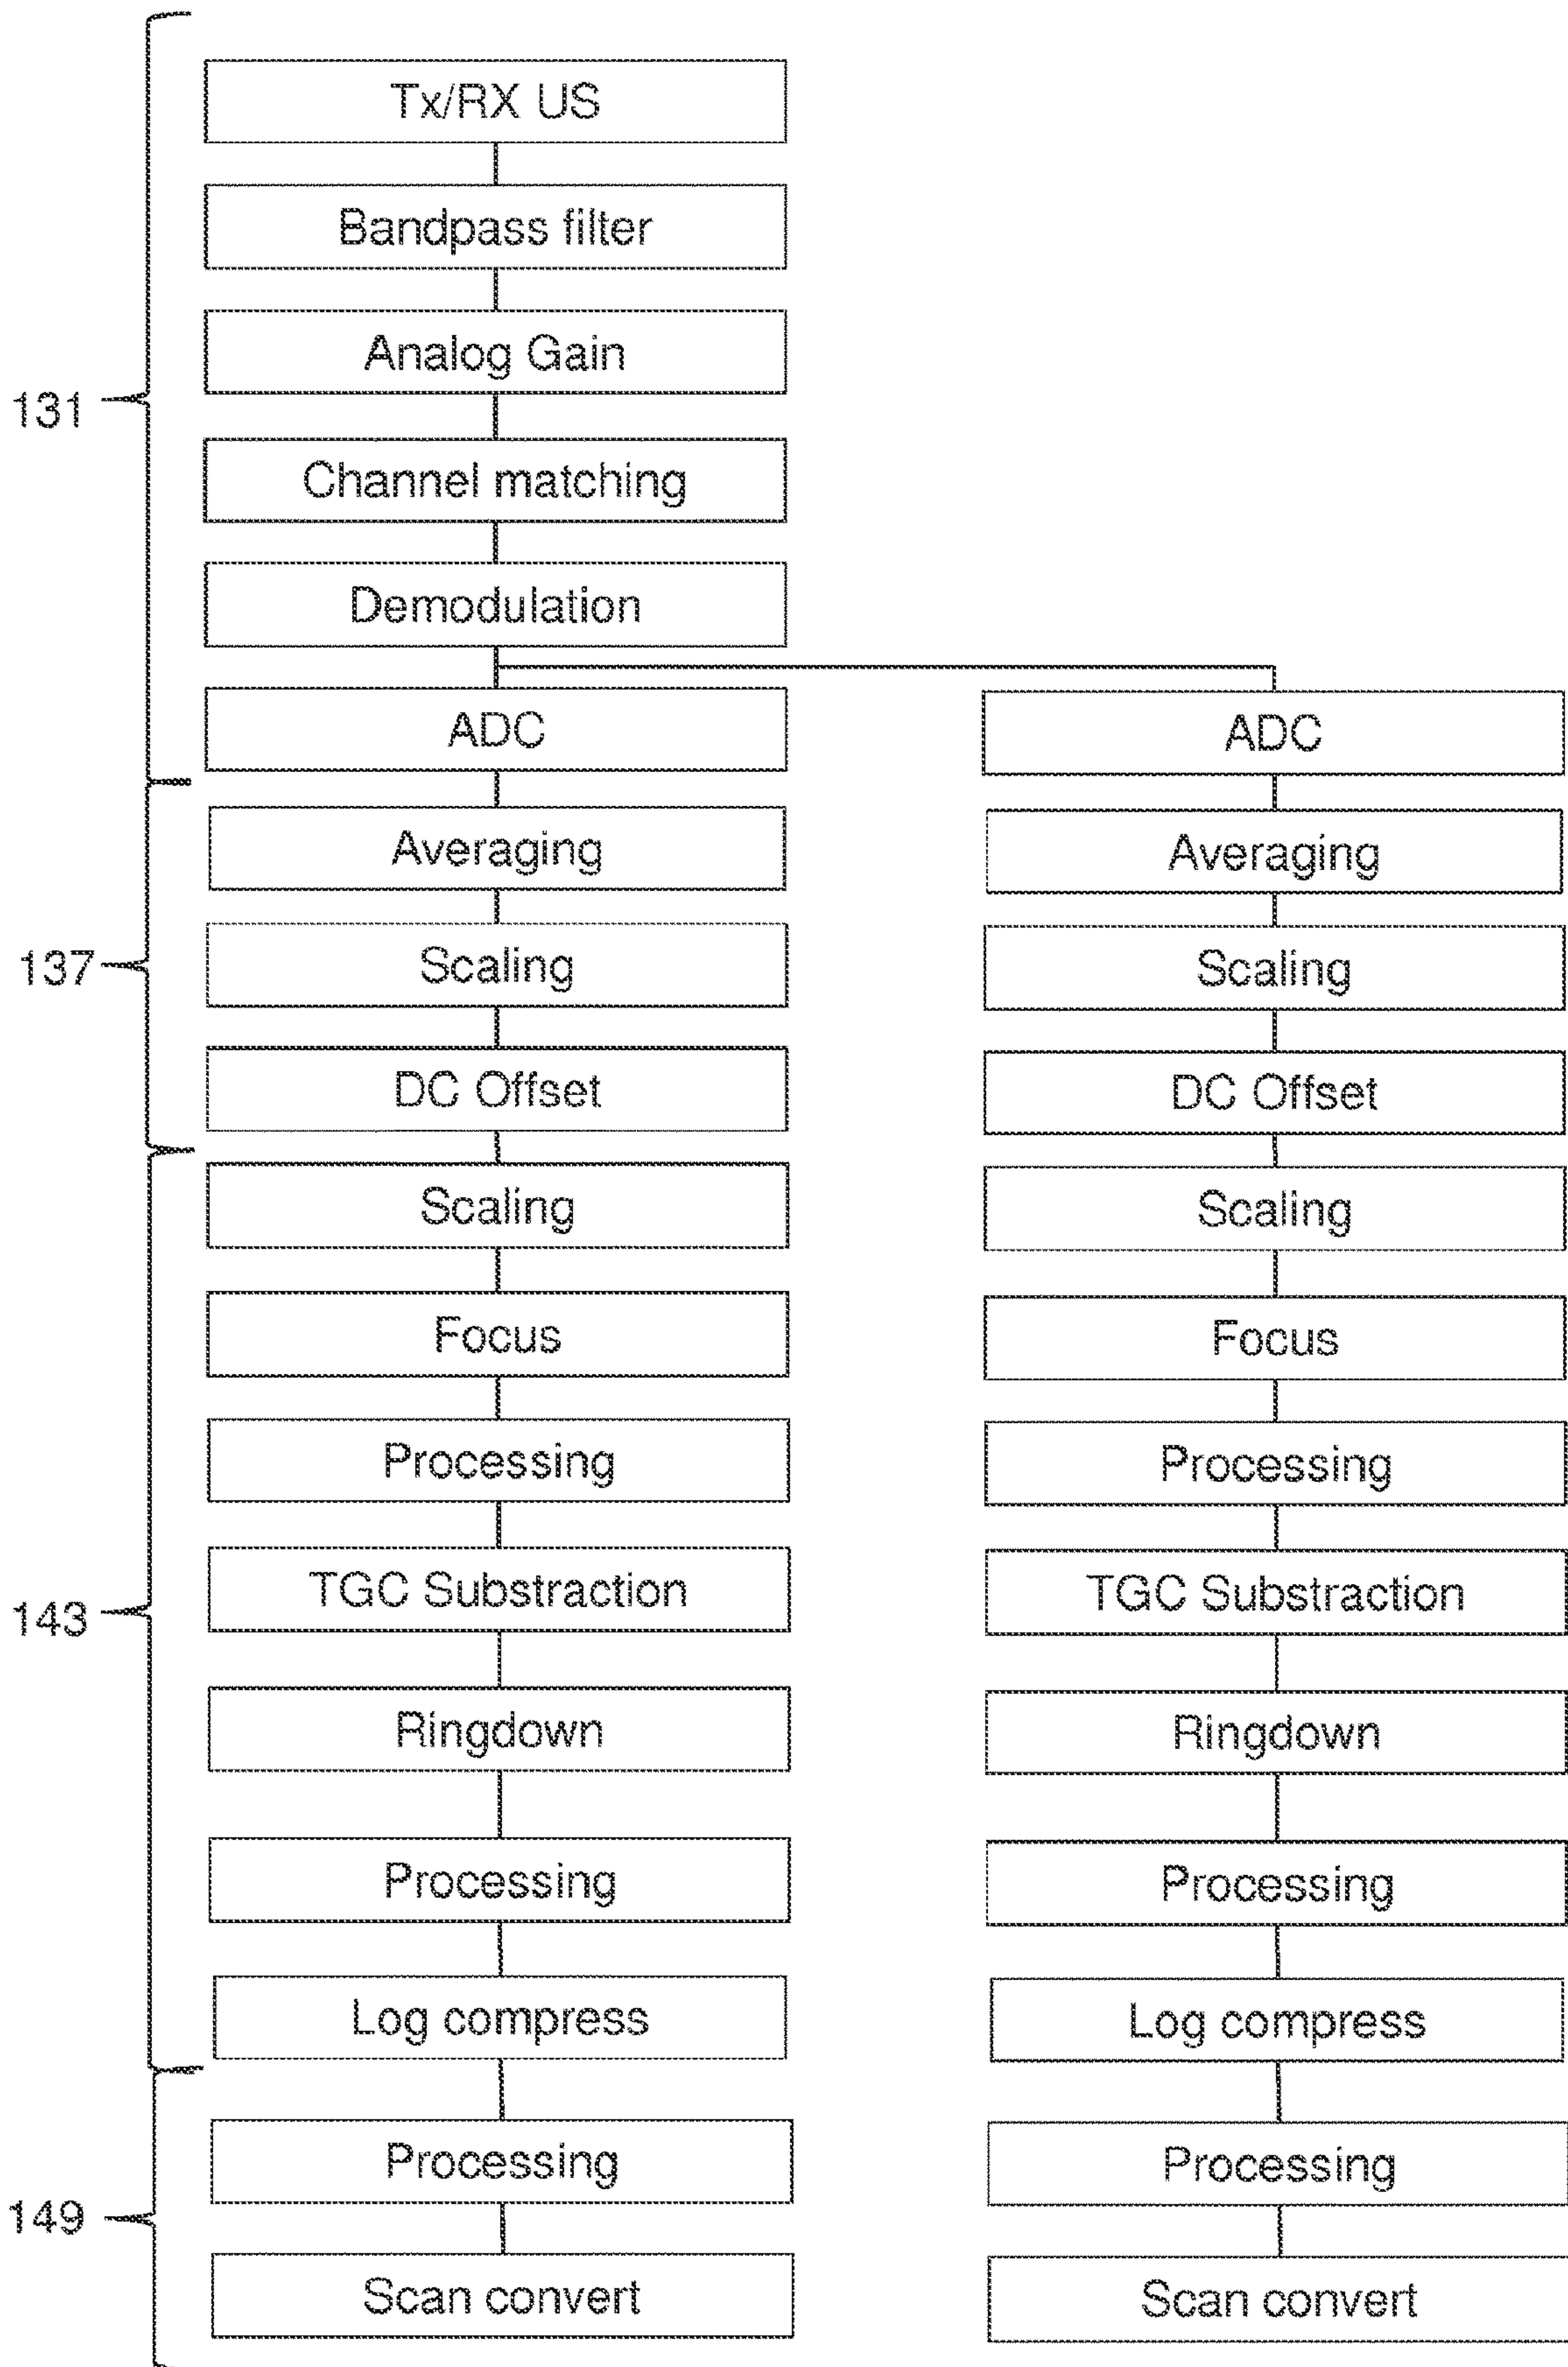 Tx/RX US
Bandpass filter
Analog Gain
131
Channel matching
Demodulation
ADC
ADC
Averaging
Averaging
137
Scaling
Scaling
DC Offset
DC Offset
Scaling
Scaling
Focus
Focus
Processing
Processing
143
TGC Substraction
TGC Substraction
Ringdown
Ringdown
Processing
Processing
Log compress
Log compress
Processing
Processing
149
Scan convert
Scan convert